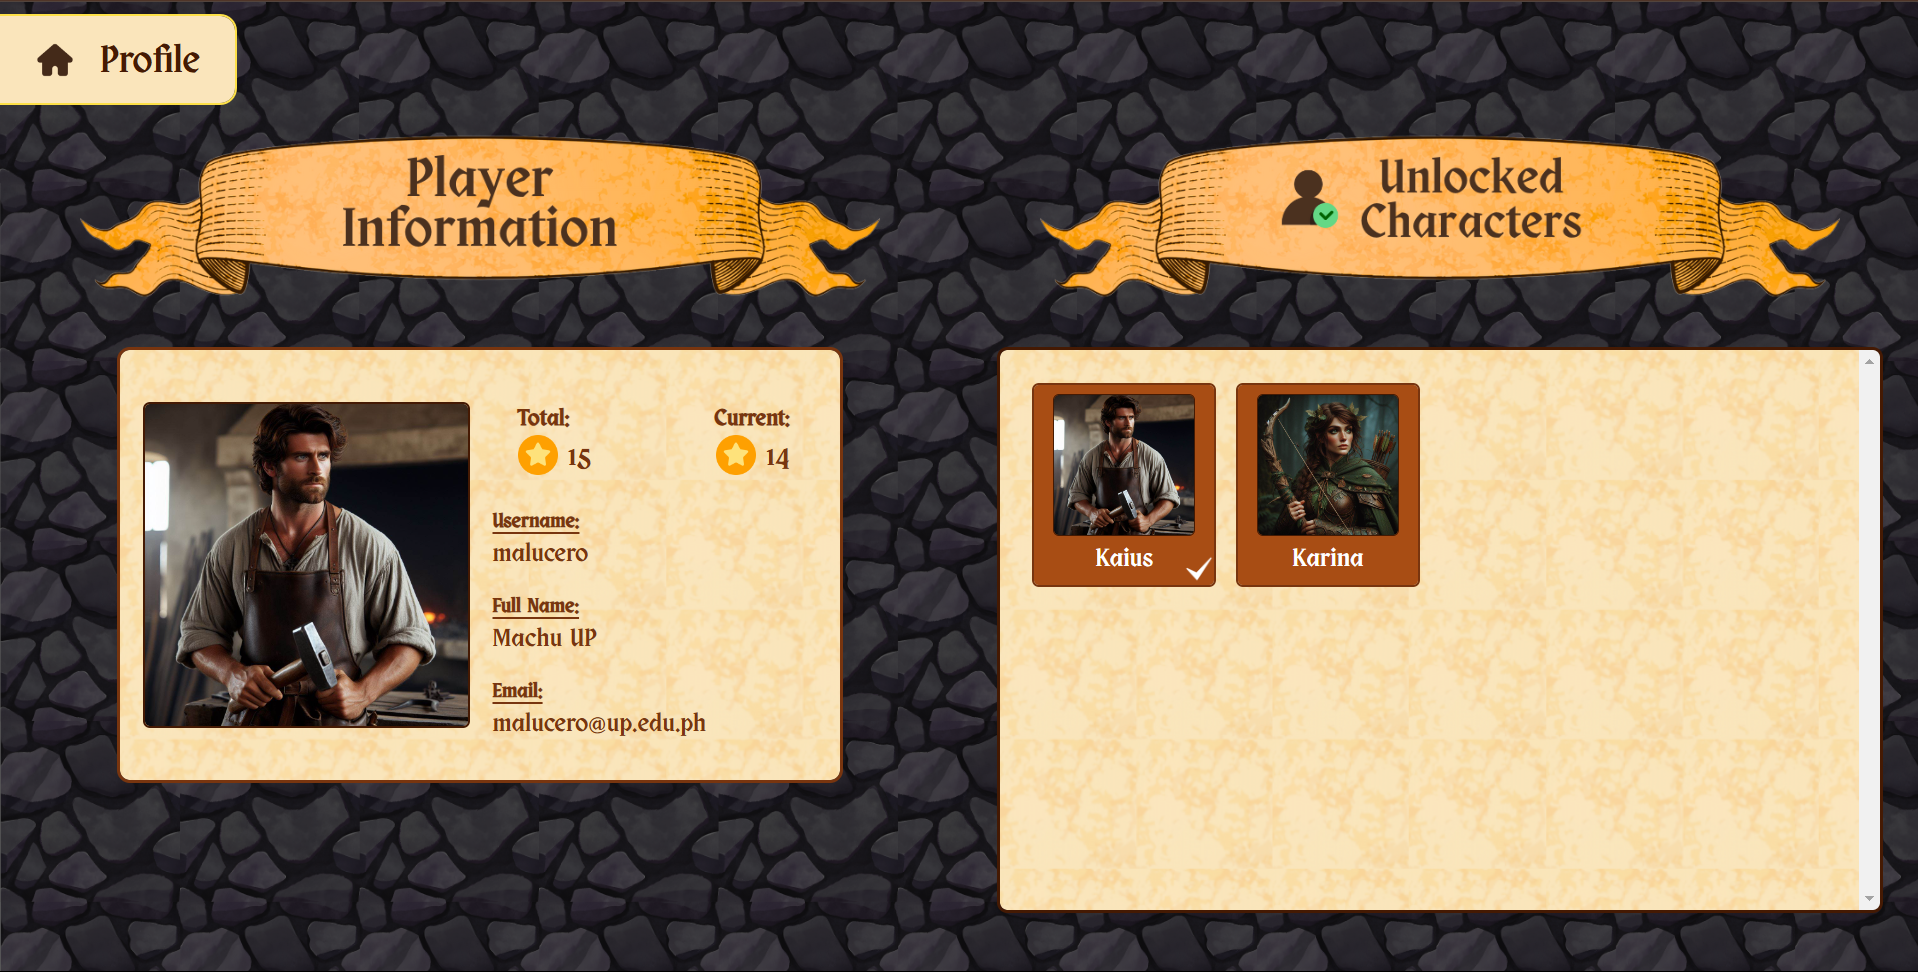 Profile
Player
Information
Total:
15
Current:
14
Username:
malucero
Full Name:
Machu UP
Email:
malucero@up.edu.ph
Unlocked
Characters
Kaius
Karina